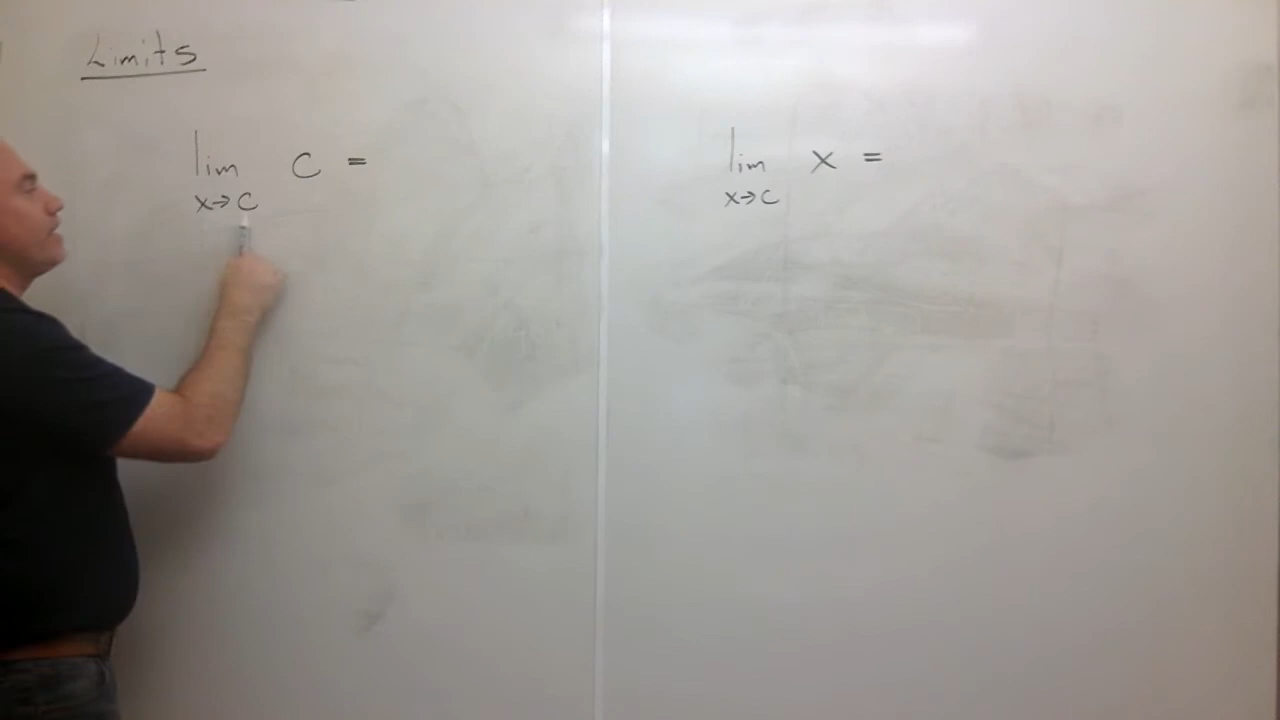 Limits
lim C =
x→C
lim x =
x→C